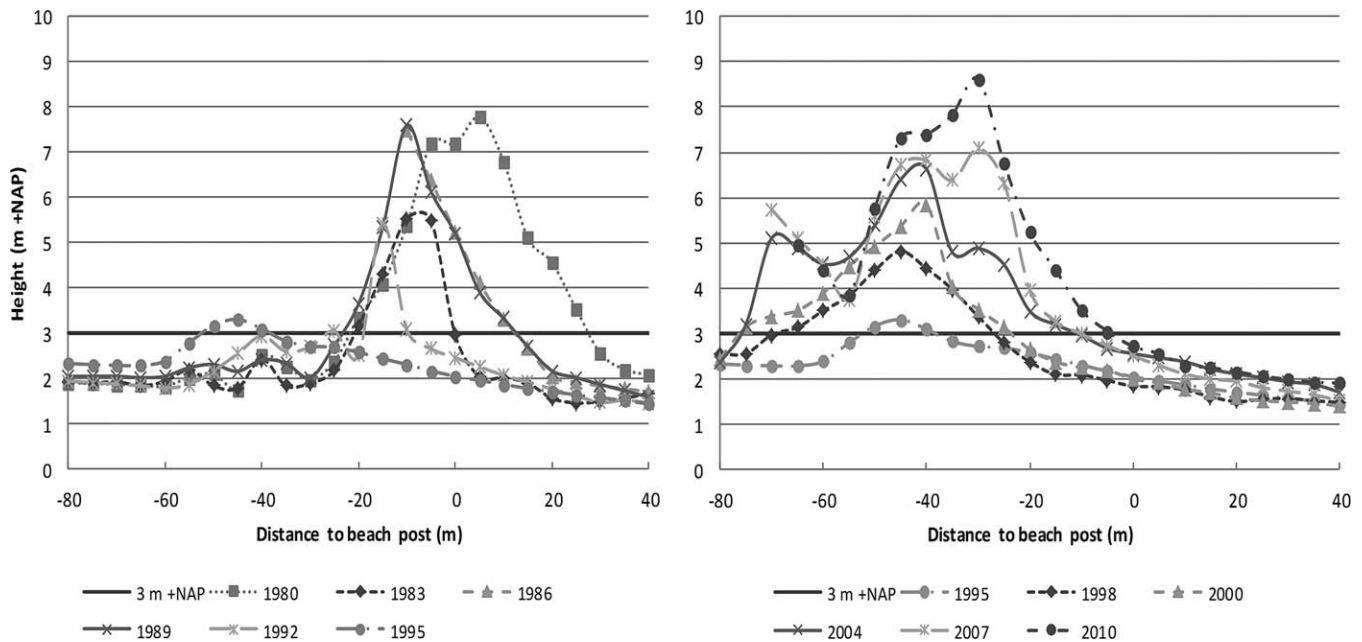 10
9
8
7
6
5
4
3
2
1
0
Height (m +NAP)
-80 -60 -40 -20 0 20 40
Distance to beach post (m)
3 m +NAP 1980 1983 1986
1989 1992 1995
10
9
8
7
6
5
4
3
2
1
0
-80 -60 -40 -20 0 20 40
Distance to beach post (m)
3 m +NAP 1995 1998 2000
2004 2007 2010